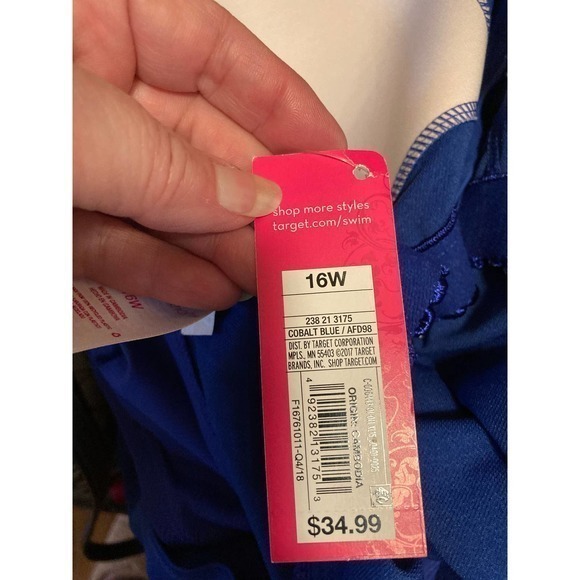 shop more styles
target.com/swim
16W
238 21 3175
COBALT BLUE / AFD98
DIST. BY TARGET CORPORATION
MPLS., MN 55403 ©2017 TARGET
BRANDS, INC. SHOP TARGET.COM
4 92382 13175 3
F16761011-Q4/18
ORIGIN: CAMBODIA
$34.99